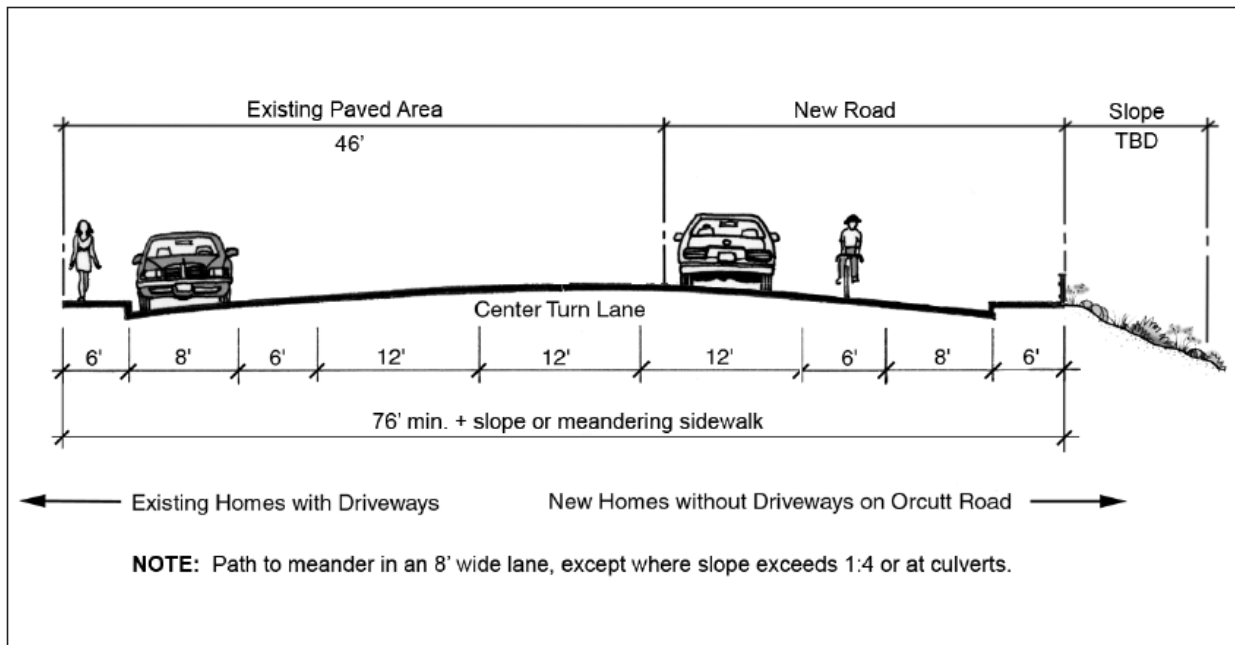 Existing Paved Area
New Road
Slope
46'
TBD
Center Turn Lane
6' 8' 6' 12' 12' 12' 6' 8' 6'
76' min. + slope or meandering sidewalk
Existing Homes with Driveways
New Homes without Driveways on Orcutt Road
NOTE: Path to meander in an 8' wide lane, except where slope exceeds 1:4 or at culverts.